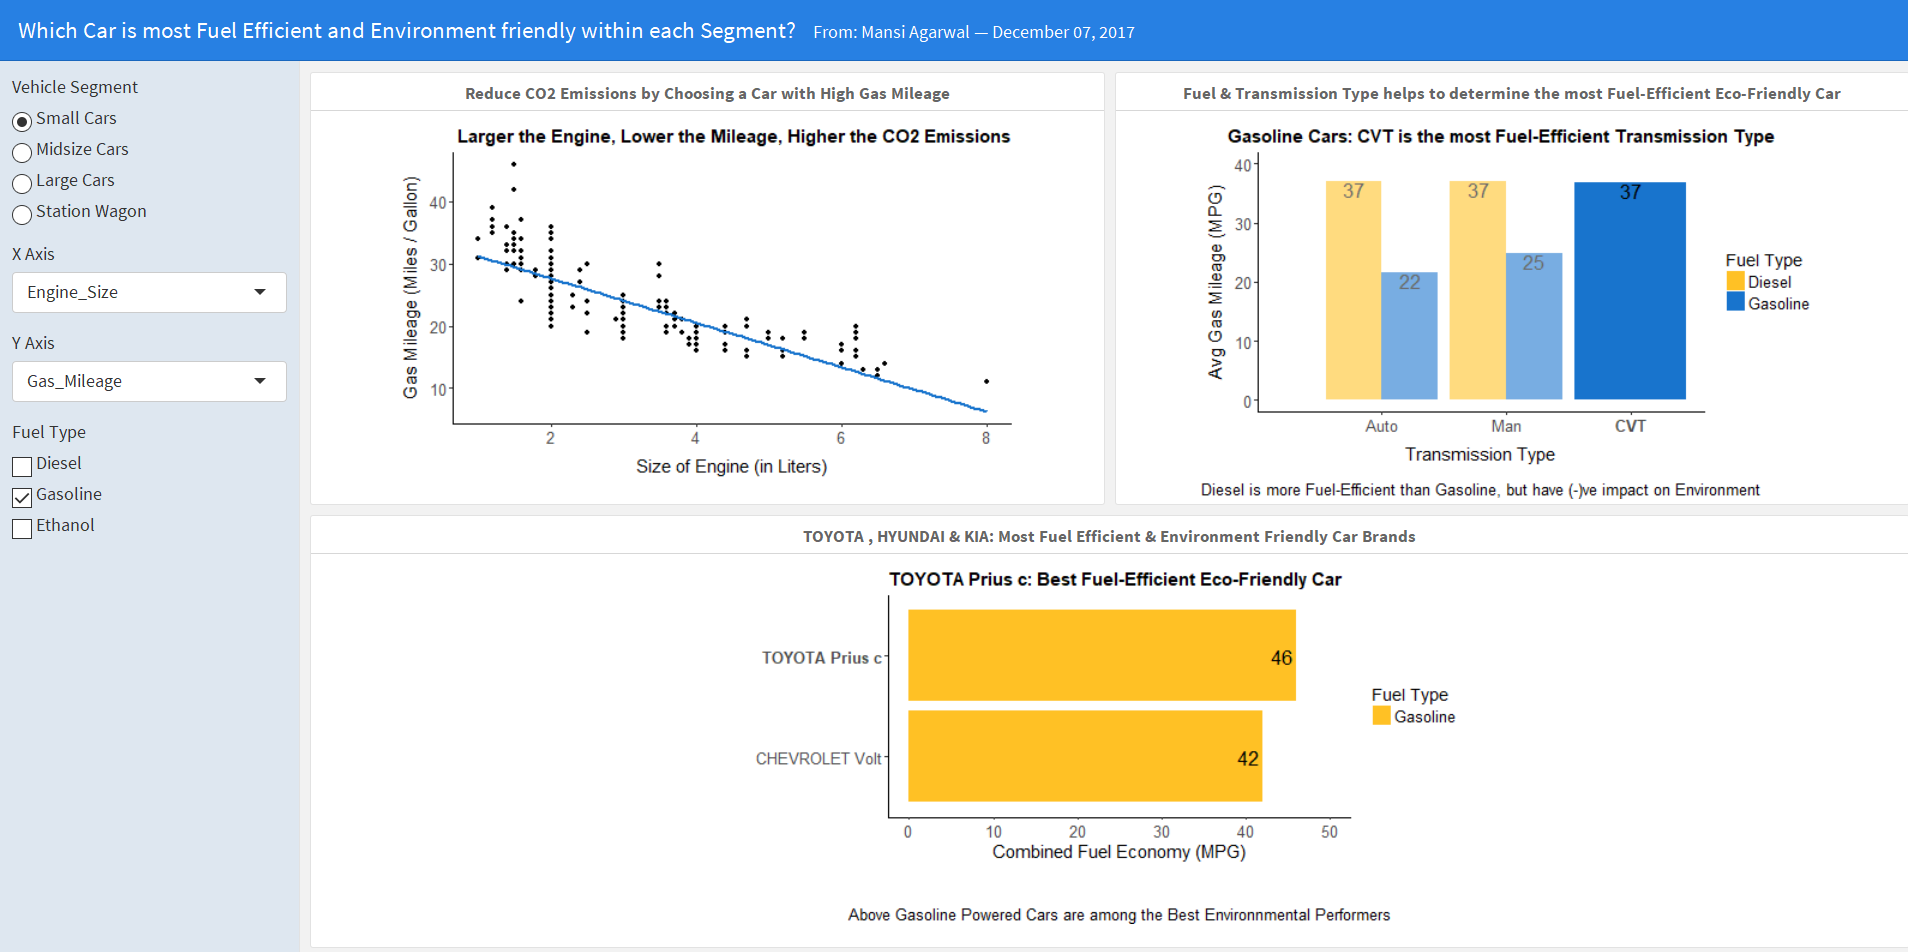 Which Car is most Fuel Efficient and Environment friendly within each Segment? From: Mansi Agarwal — December 07, 2017
Vehicle Segment
Small Cars
Midsize Cars
Large Cars
Station Wagon
X Axis
Engine_Size
Y Axis
Gas_Mileage
Fuel Type
Diesel
Gasoline
Ethanol
Reduce CO2 Emissions by Choosing a Car with High Gas Mileage
Larger the Engine, Lower the Mileage, Higher the CO2 Emissions
Gas Mileage (Miles / Gallon)
40
30
20
10
2 4 6 8
Size of Engine (in Liters)
Fuel & Transmission Type helps to determine the most Fuel-Efficient Eco-Friendly Car
Gasoline Cars: CVT is the most Fuel-Efficient Transmission Type
Avg Gas Mileage (MPG)
40
30
20
10
0
37 22 37 25 37
Auto Man CVT
Transmission Type
Fuel Type
Diesel
Gasoline
Diesel is more Fuel-Efficient than Gasoline, but have (-)ve impact on Environment
TOYOTA , HYUNDAI & KIA: Most Fuel Efficient & Environment Friendly Car Brands
TOYOTA Prius c: Best Fuel-Efficient Eco-Friendly Car
TOYOTA Prius c 46
CHEVROLET Volt 42
0 10 20 30 40 50
Combined Fuel Economy (MPG)
Fuel Type
Gasoline
Above Gasoline Powered Cars are among the Best Environnmental Performers